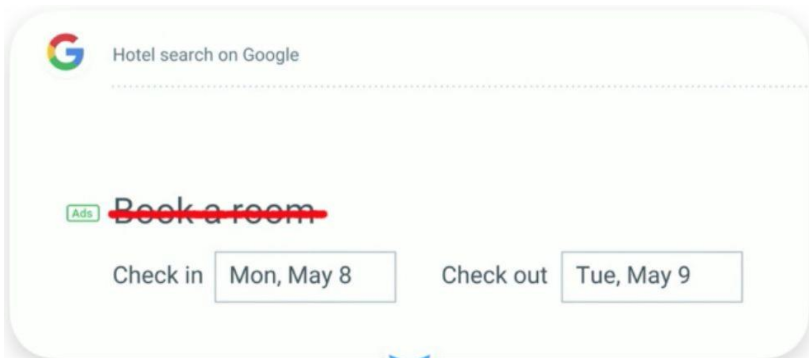 Hotel search on Google
Ads Book a room
Check in Mon, May 8 Check out Tue, May 9